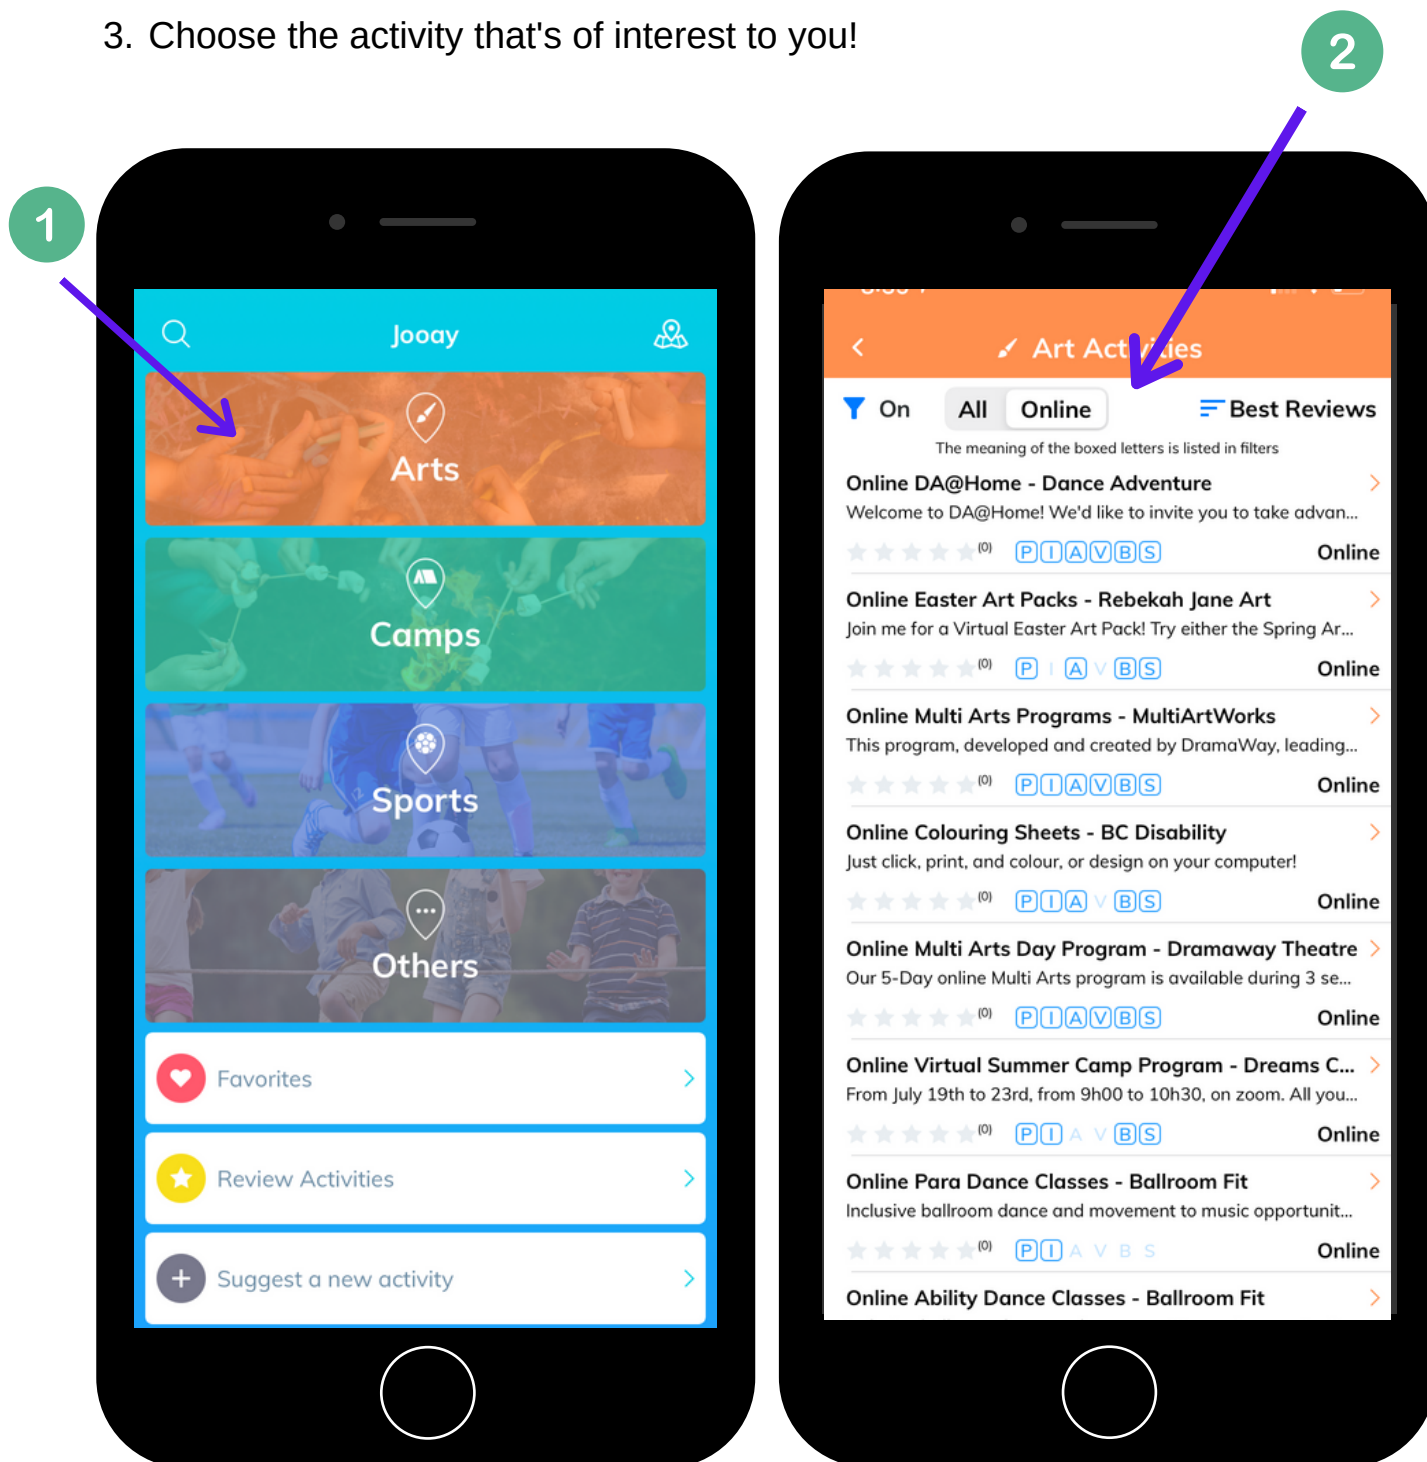 3. Choose the activity that's of interest to you!
2
1
Jooay
Arts
Camps
Sports
Others
Favorites
Review Activities
Suggest a new activity
Art Activities
On All Online Best Reviews
The meaning of the boxed letters is listed in filters
Online DA@Home - Dance Adventure
Welcome to DA@Home! We'd like to invite you to take advan...
(0) P I A V B S Online
Online Easter Art Packs - Rebekah Jane Art
Join me for a Virtual Easter Art Pack! Try either the Spring Ar...
(0) P I A V B S Online
Online Multi Arts Programs - MultiArtWorks
This program, developed and created by DramaWay, leading...
(0) P I A V B S Online
Online Colouring Sheets - BC Disability
Just click, print, and colour, or design on your computer!
(0) P I A V B S Online
Online Multi Arts Day Program - Dramaway Theatre
Our 5-Day online Multi Arts program is available during 3 se...
(0) P I A V B S Online
Online Virtual Summer Camp Program - Dreams C...
From July 19th to 23rd, from 9h00 to 10h30, on zoom. All you...
(0) P I A V B S Online
Online Para Dance Classes - Ballroom Fit
Inclusive ballroom dance and movement to music opportunit...
(0) P I A V B S Online
Online Ability Dance Classes - Ballroom Fit